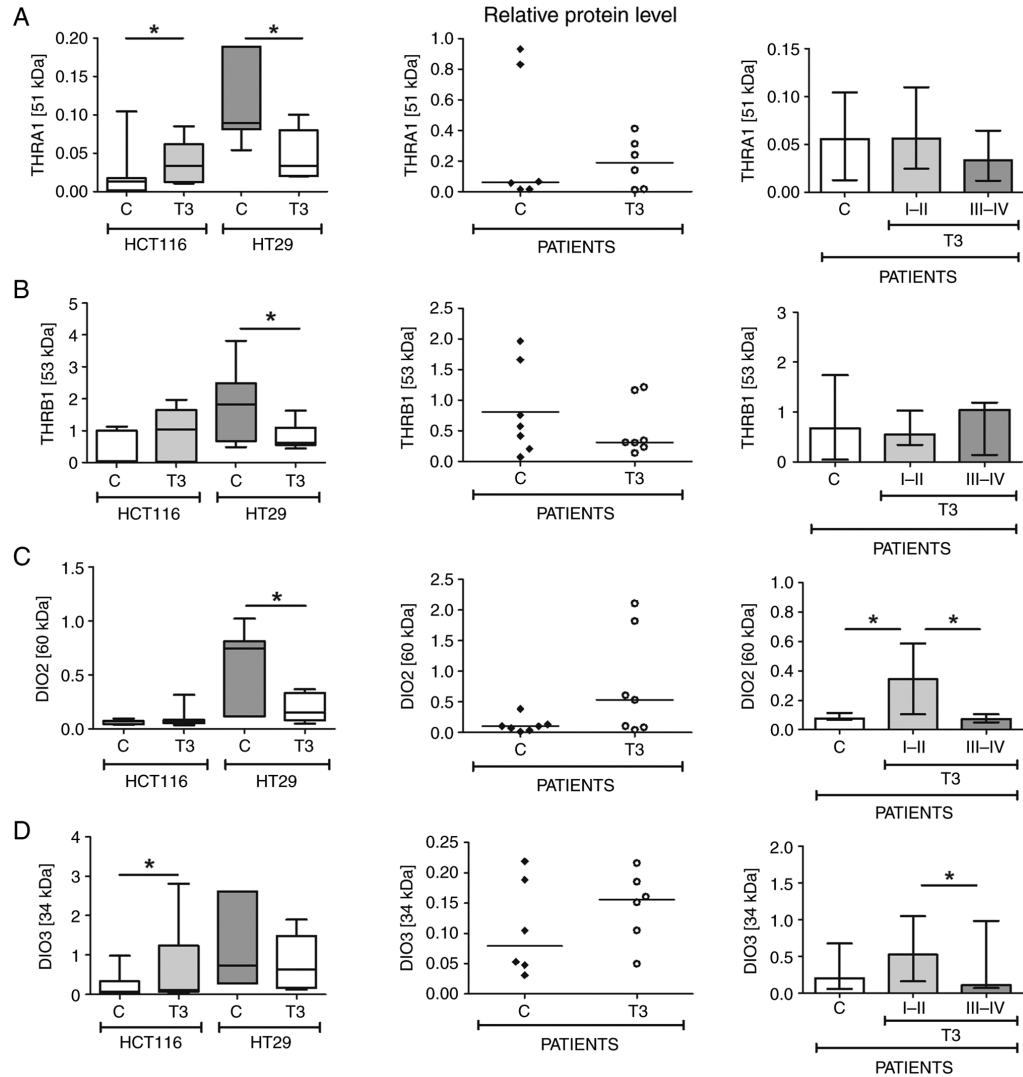 A
Relative protein level
THRA1 [51 kDa]
0.20
0.15
0.10
0.05
0.00
*
*
C
T3
C
T3
HCT116
HT29
THRA1 [51 kDa]
1.0
0.8
0.6
0.4
0.2
0.0
C
T3
PATIENTS
THRA1 [51 kDa]
0.15
0.10
0.05
0.00
C
I–II
III–IV
T3
PATIENTS
B
THRB1 [53 kDa]
5
4
3
2
1
0
*
C
T3
C
T3
HCT116
HT29
THRB1 [53 kDa]
2.5
2.0
1.5
1.0
0.5
0.0
C
T3
PATIENTS
THRB1 [53 kDa]
3
2
1
0
C
I–II
III–IV
T3
PATIENTS
C
DIO2 [60 kDa]
1.5
1.0
0.5
0.0
*
C
T3
C
T3
HCT116
HT29
DIO2 [60 kDa]
2.5
2.0
1.5
1.0
0.5
0.0
C
T3
PATIENTS
DIO2 [60 kDa]
1.0
0.8
0.6
0.4
0.2
0.0
*
*
C
I–II
III–IV
T3
PATIENTS
D
DIO3 [34 kDa]
4
3
2
1
0
*
C
T3
C
T3
HCT116
HT29
DIO3 [34 kDa]
0.25
0.20
0.15
0.10
0.05
0.00
C
T3
PATIENTS
DIO3 [34 kDa]
2.0
1.5
1.0
0.5
0.0
*
C
I–II
III–IV
T3
PATIENTS